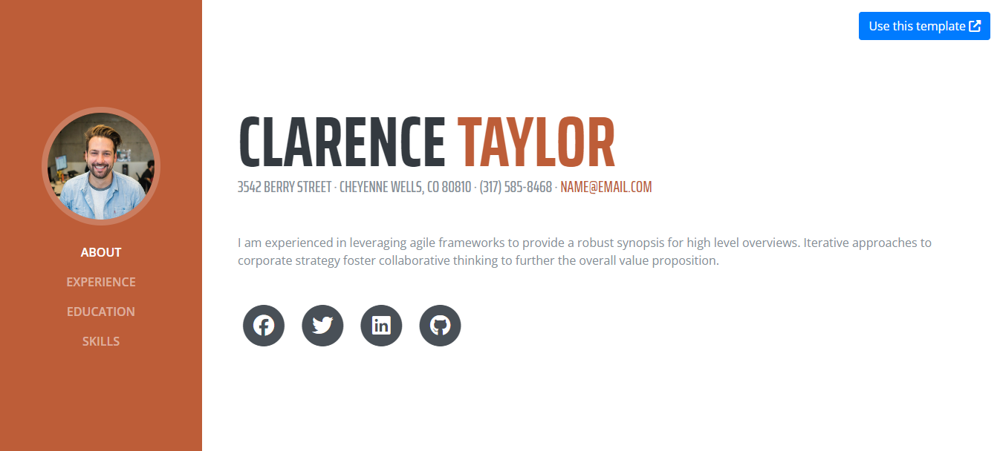 Use this template
CLARENCE TAYLOR
3542 BERRY STREET · CHEYENNE WELLS, CO 80810 · (317) 585-8468 · NAME@EMAIL.COM
ABOUT
EXPERIENCE
EDUCATION
SKILLS
I am experienced in leveraging agile frameworks to provide a robust synopsis for high level overviews. Iterative approaches to
corporate strategy foster collaborative thinking to further the overall value proposition.